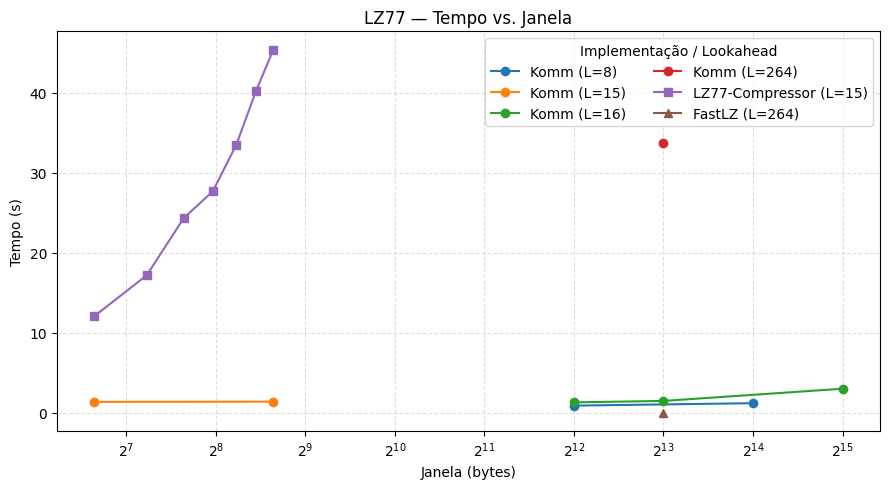 LZ77 — Tempo vs. Janela
Implementação / Lookahead
Komm (L=8)
Komm (L=15)
Komm (L=16)
Komm (L=264)
LZ77-Compressor (L=15)
FastLZ (L=264)
Tempo (s)
40
30
20
10
0
2^7
2^8
2^9
2^10
2^11
2^12
2^13
2^14
2^15
Janela (bytes)